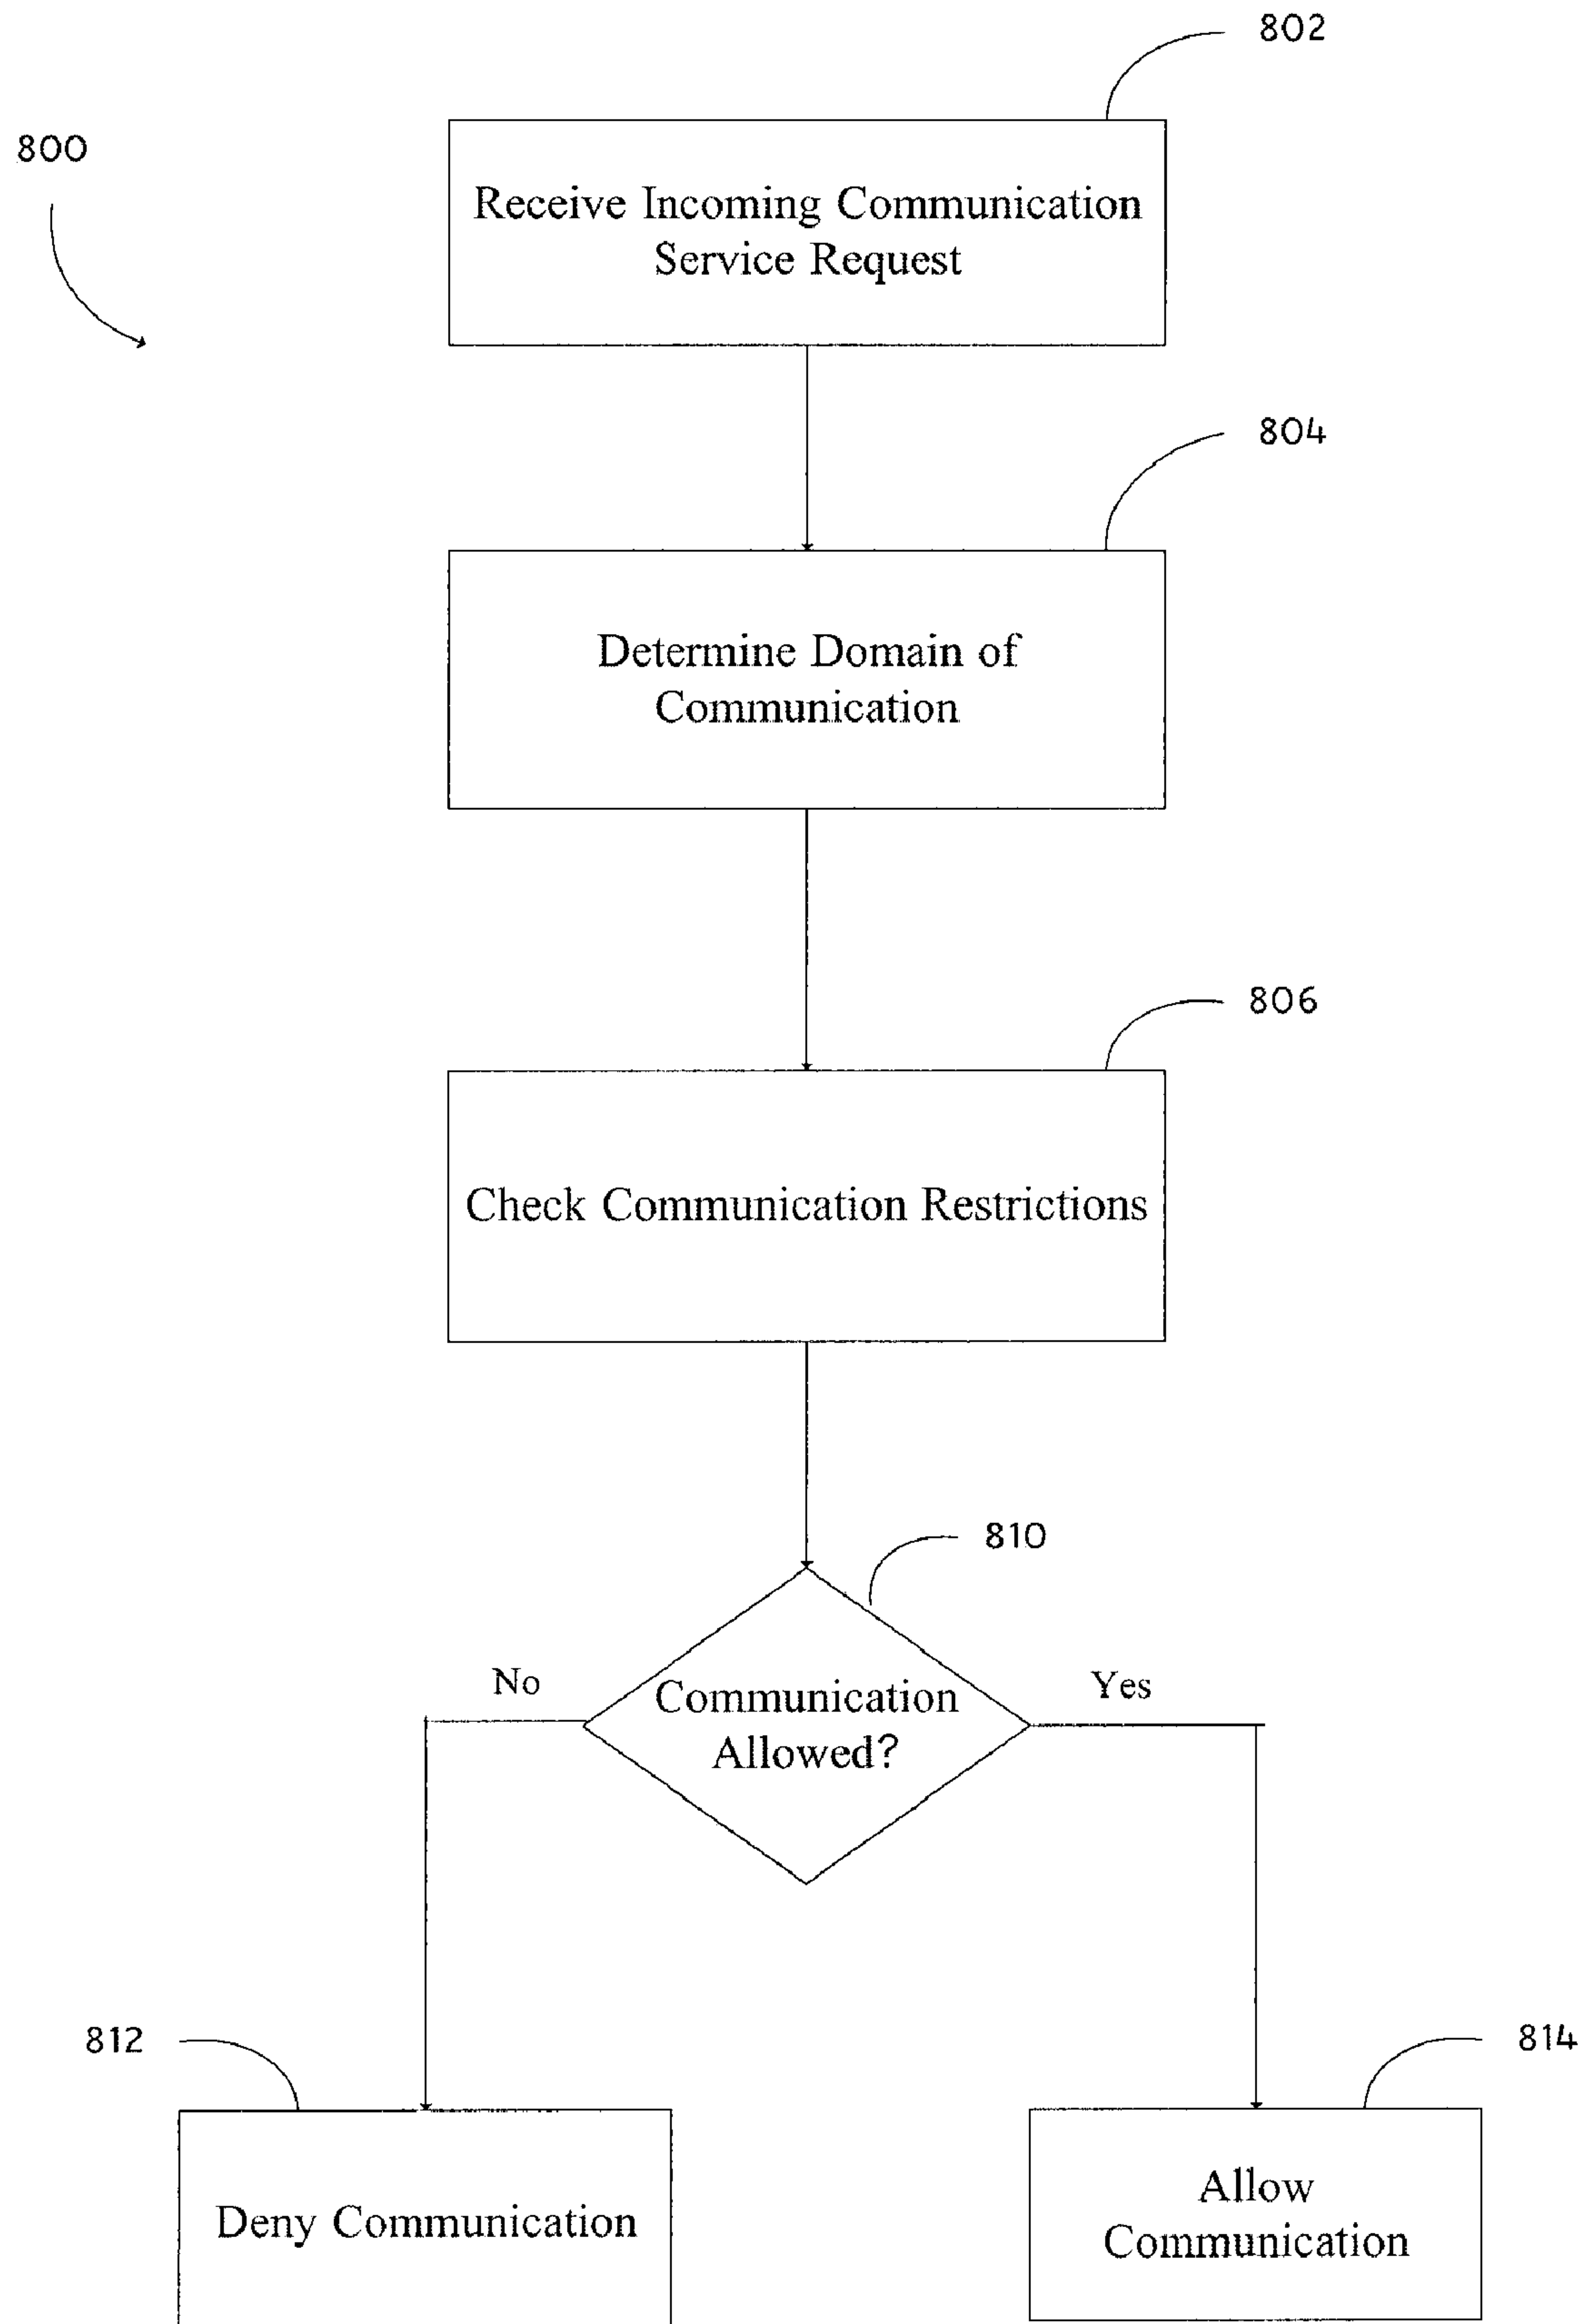 802
800
Receive Incoming Communication
Service Request
804
Determine Domain of
Communication
806
Check Communication Restrictions
810
No
Yes
Communication
Allowed?
812
814
Deny Communication
Allow
Communication